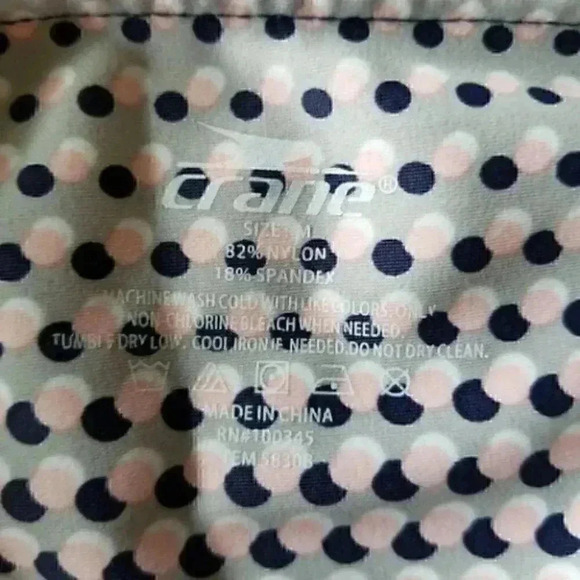 crane®
SIZE: M
82% NYLON
18% SPANDEX
MACHINE WASH COLD WITH LIKE COLORS. ONLY
NON-CHLORINE BLEACH WHEN NEEDED.
TUMBLE DRY LOW. COOL IRON IF NEEDED. DO NOT DRY CLEAN.
MADE IN CHINA
RN#100345
ITEM